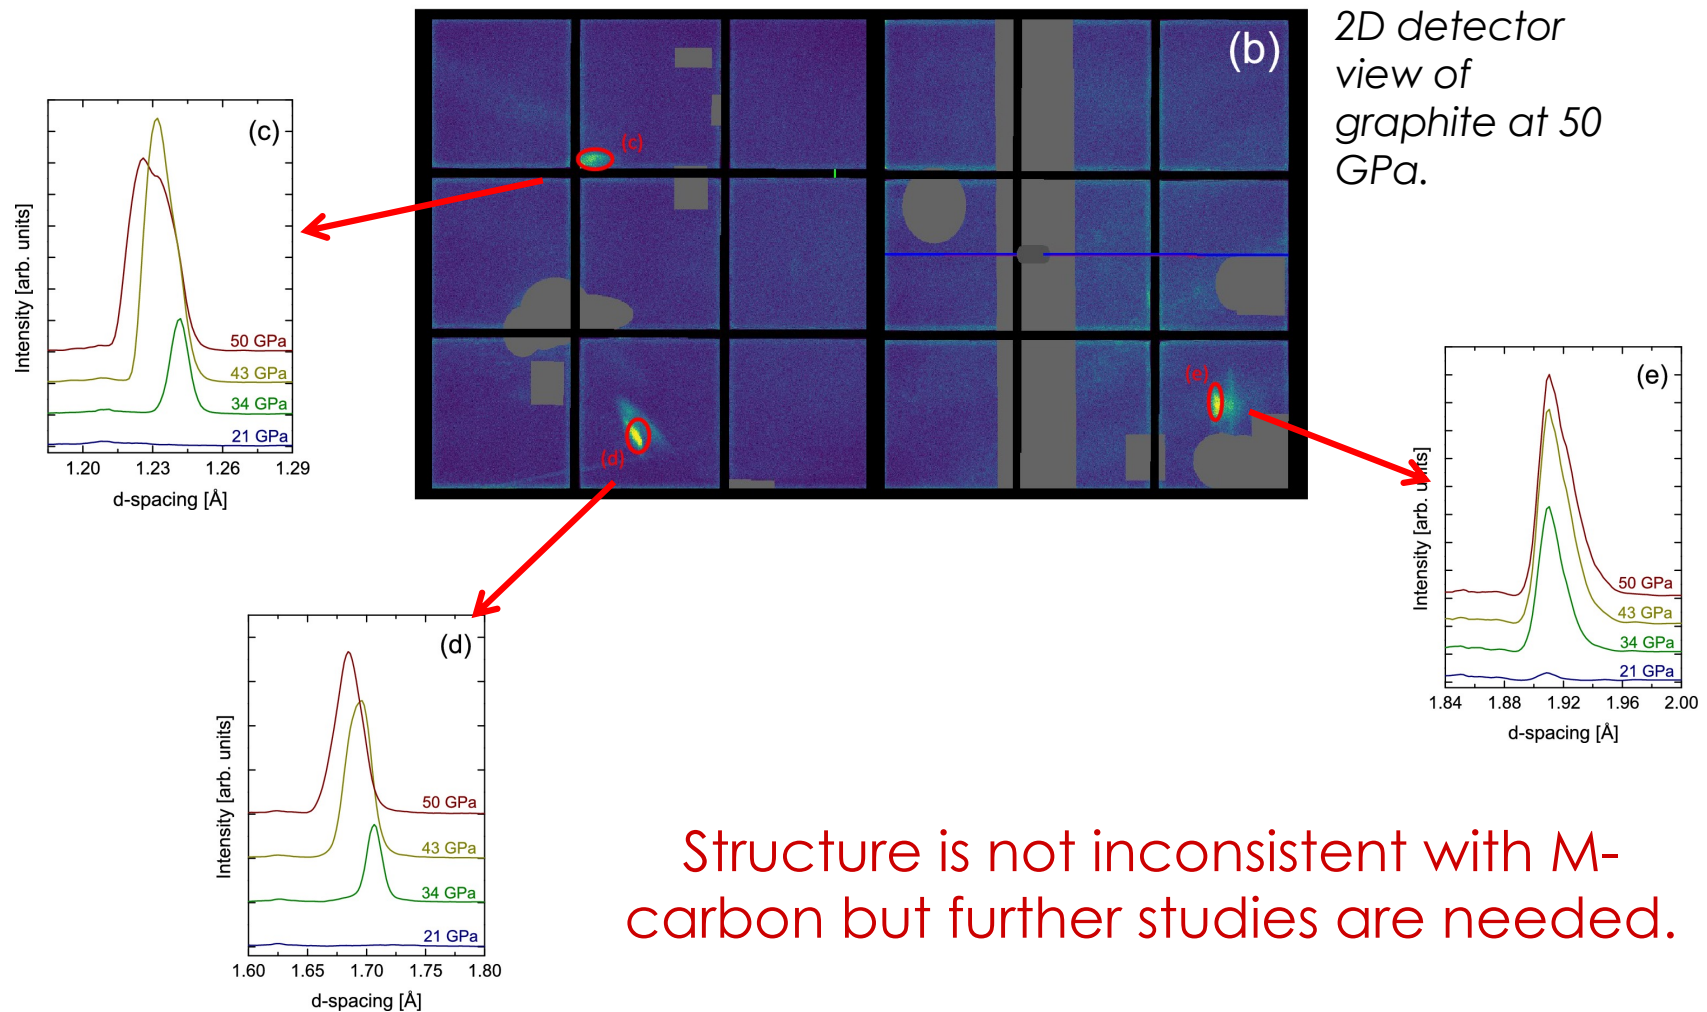 2D detector
view of
graphite at 50
GPa.
(b)
(c)
(d)
(e)
(c)
Intensity [arb. units]
50 GPa
43 GPa
34 GPa
21 GPa
1.20 1.23 1.26 1.29
d-spacing [Å]
(e)
Intensity [arb. units]
50 GPa
43 GPa
34 GPa
21 GPa
1.84 1.88 1.92 1.96 2.00
d-spacing [Å]
(d)
Intensity [arb. units]
50 GPa
43 GPa
34 GPa
21 GPa
1.60 1.65 1.70 1.75 1.80
d-spacing [Å]
Structure is not inconsistent with M-
carbon but further studies are needed.